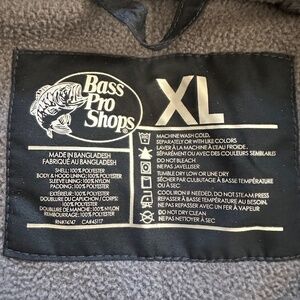 Bass
Pro
Shops
XL
MADE IN BANGLADESH
FABRIQUÉ AU BANGLADESH
SHELL: 100% POLYESTER
BODY & HOOD LINING: 100% POLYESTER
SLEEVE LINING: 100% NYLON
PADDING: 100% POLYESTER
EXTÉRIEUR: 100% POLYESTER
DOUBLURE DU CAPUCHON / CORPS:
100% POLYESTER
DOUBLURE DE MANCHE: 100% NYLON
REMBOURRAGE: 100% POLYESTER
MACHINE WASH COLD,
SEPARATELY OR WITH LIKE COLORS
LAVER À LA MACHINE À L'EAU FROIDE,
SÉPARÉMENT OU AVEC DE COULEURS SEMBLABLES
DO NOT BLEACH
NE PAS JAVELLISER
TUMBLE DRY LOW OR LINE DRY
SÉCHER PAR CULBUTAGE À BASSE TEMPÉRATURE
OU À SEC
COOL IRON IF NEEDED, DO NOT STEAM PRESS
REPASSER À BASSE TEMPÉRATURE AU BESOIN,
NE PAS REPASSER AVEC UN FER À VAPEUR
DO NOT DRY CLEAN
NE PAS NETTOYER À SEC